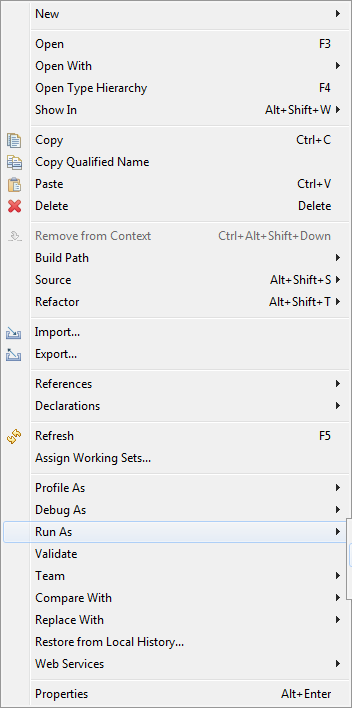 New
Open F3
Open With
Open Type Hierarchy F4
Show In Alt+Shift+W
Copy Ctrl+C
Copy Qualified Name
Paste Ctrl+V
Delete Delete
Remove from Context Ctrl+Alt+Shift+Down
Build Path
Source Alt+Shift+S
Refactor Alt+Shift+T
Import...
Export...
References
Declarations
Refresh F5
Assign Working Sets...
Profile As
Debug As
Run As
Validate
Team
Compare With
Replace With
Restore from Local History...
Web Services
Properties Alt+Enter